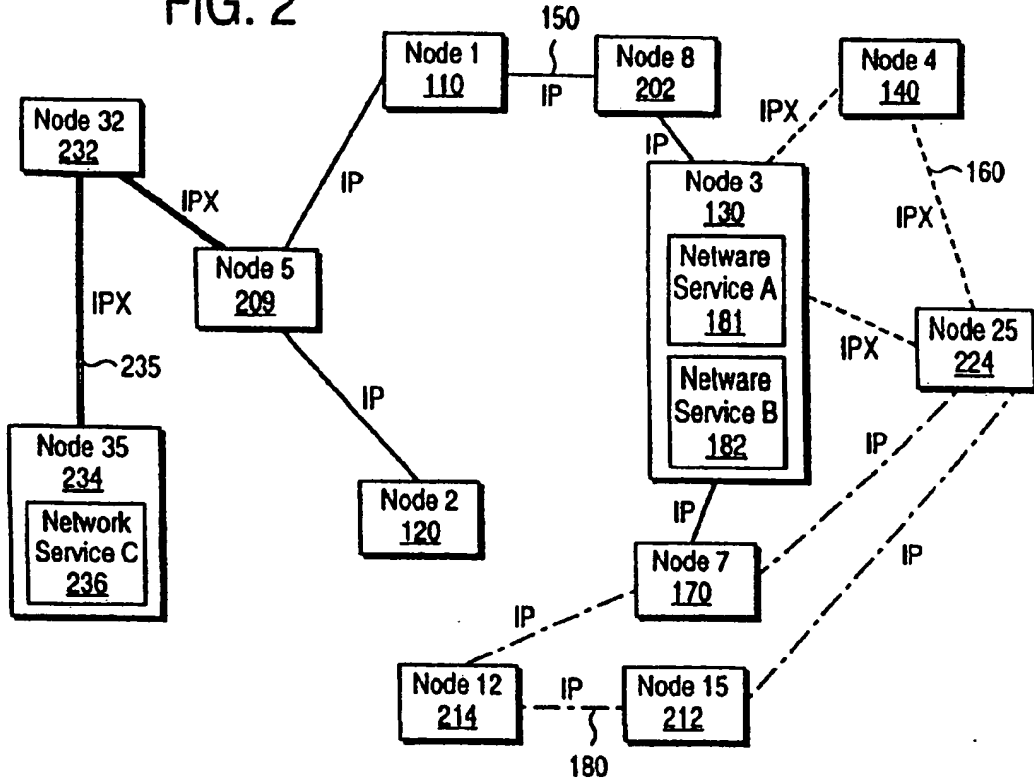 FIG. 2
150
Node 1
110
IP
Node 8
202
Node 4
140
IPX
Node 32
232
IP
IP
Node 3
130
160
IPX
IPX
Node 5
209
Netware
Service A
181
IPX
235
IPX
Node 25
224
Netware
Service B
182
IP
Node 35
234
Network
Service C
236
Node 2
120
IP
IP
IP
Node 7
170
IP
Node 12
214
IP
Node 15
212
180